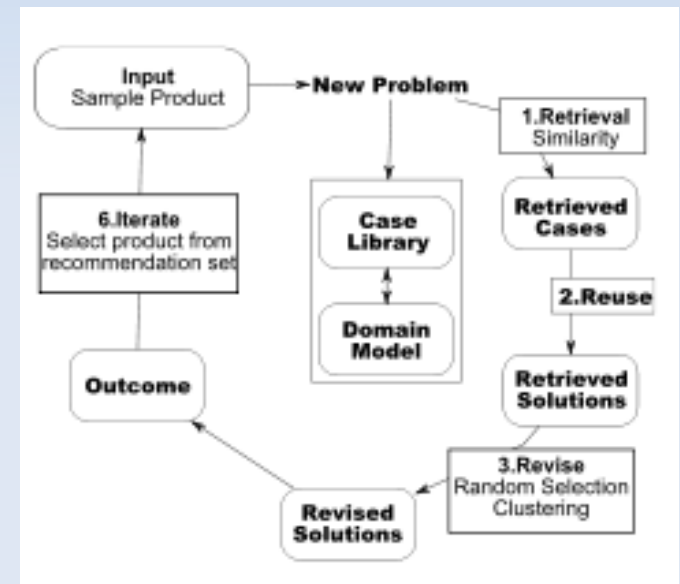 Input
Sample Product
New Problem
1.Retrieval
Similarity
Case
Library
Retrieved
Cases
6.Iterate
Select product from
recommendation set
2.Reuse
Domain
Model
Outcome
Retrieved
Solutions
3.Revise
Random Selection
Clustering
Revised
Solutions